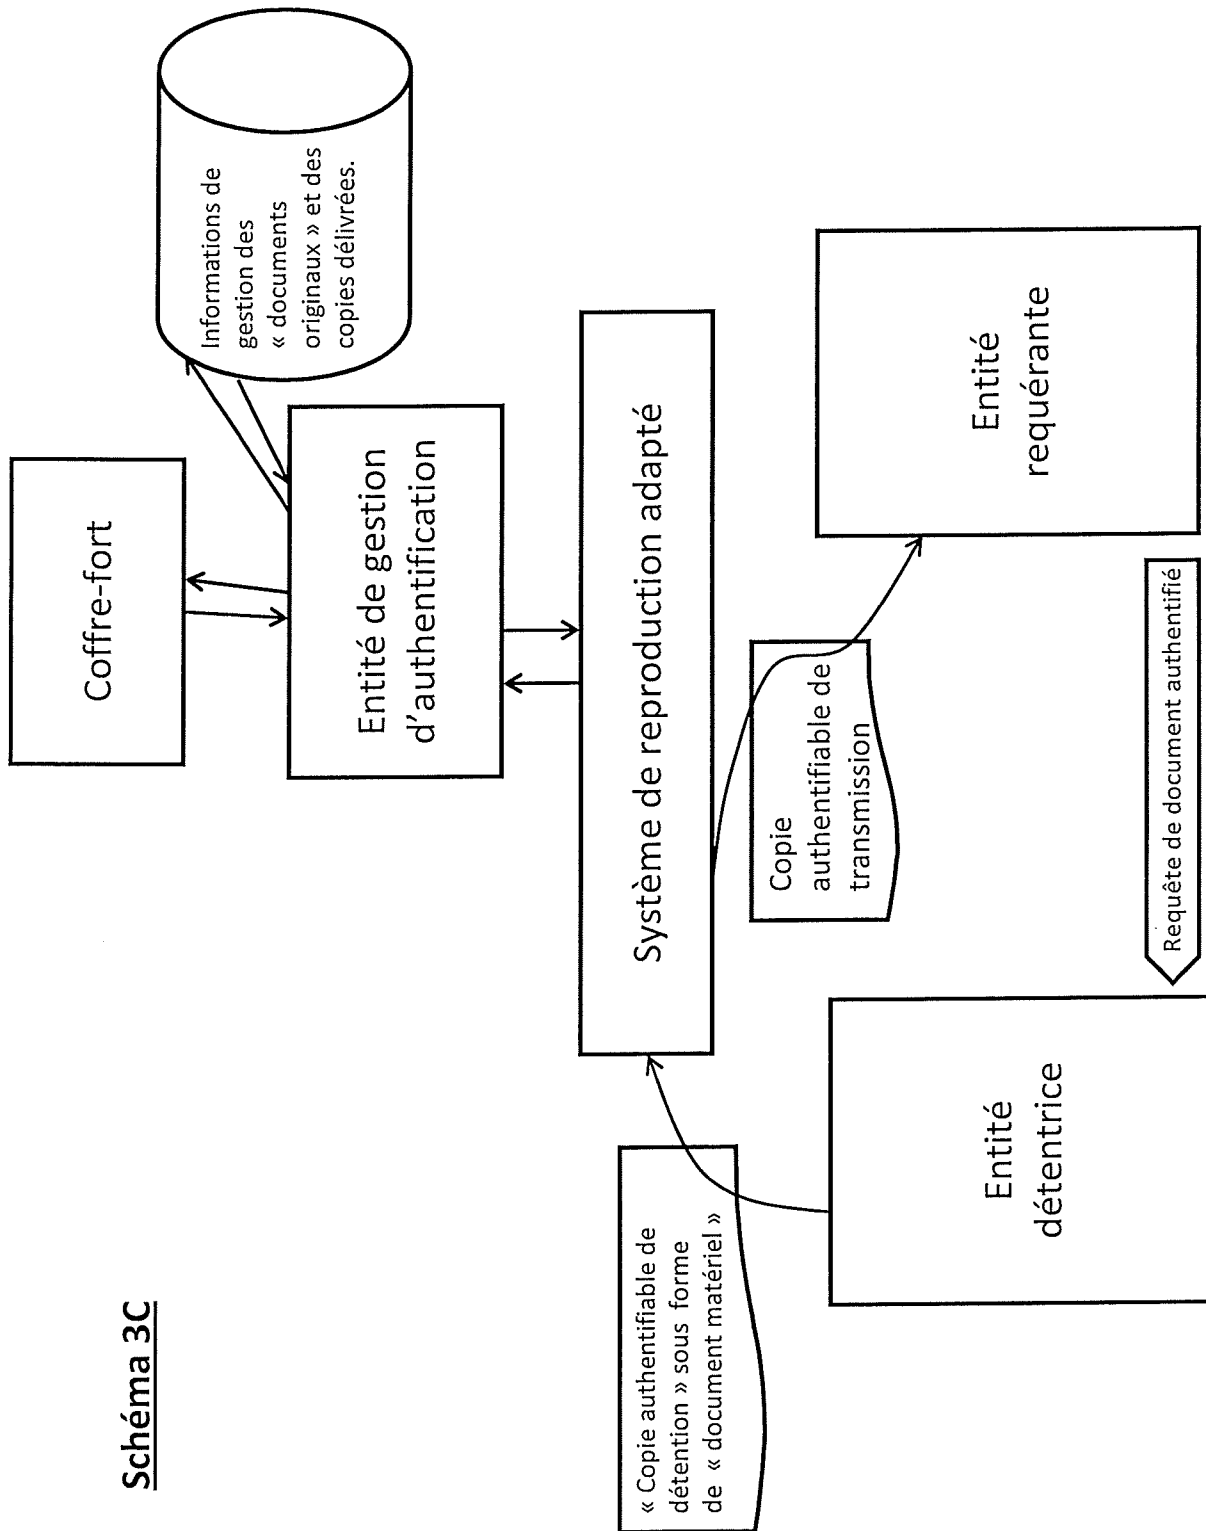 Schéma 3C
Coffre-fort
Informations de
gestion des
« documents
originaux » et des
copies délivrées.
Entité de gestion
d'authentification
Système de reproduction adapté
« Copie authentifiable de
détention » sous forme
de « document matériel »
Copie
authentifiable de
transmission
Entité
détentrice
Entité
requérante
Requête de document authentifié